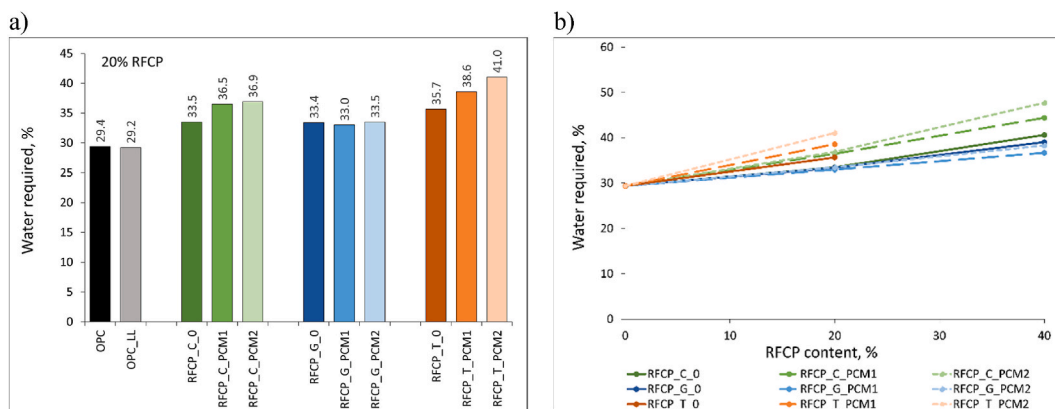 a)
20% RFCP
Water required, %
45
40
35
30
25
20
15
10
5
0
29.4
29.2
33.5
36.5
36.9
33.4
33.0
33.5
35.7
38.6
41.0
OPC
OPC_LL
RFCP_C_0
RFCP_C_PCM1
RFCP_C_PCM2
RFCP_G_0
RFCP_G_PCM1
RFCP_G_PCM2
RFCP_T_0
RFCP_T_PCM1
RFCP_T_PCM2
b)
Water required, %
60
50
40
30
20
10
0
0
10
20
30
40
RFCP content, %
RFCP_C_0
RFCP_C_PCM1
RFCP_C_PCM2
RFCP_G_0
RFCP_G_PCM1
RFCP_G_PCM2
RFCP_T_0
RFCP_T_PCM1
RFCP_T_PCM2